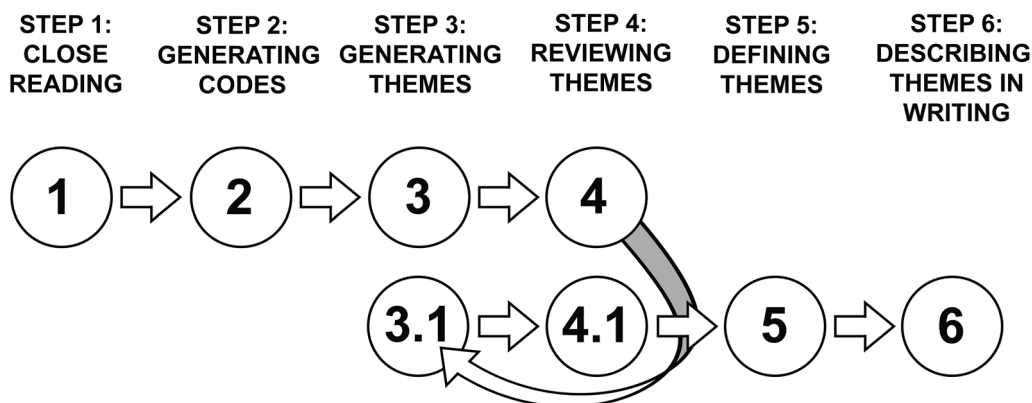 STEP 1:
CLOSE
READING
STEP 2:
GENERATING
CODES
STEP 3:
GENERATING
THEMES
STEP 4:
REVIEWING
THEMES
STEP 5:
DEFINING
THEMES
STEP 6:
DESCRIBING
THEMES IN
WRITING
1
2
3
4
3.1
4.1
5
6